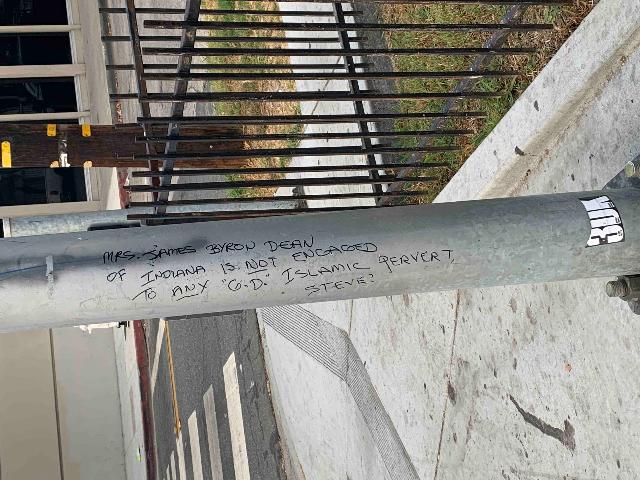 MRS. JAMES BYRON DEAN
OF INDIANA IS NOT ENGAGED
TO ANY "G.D." ISLAMIC PERVERT,
STEVE?